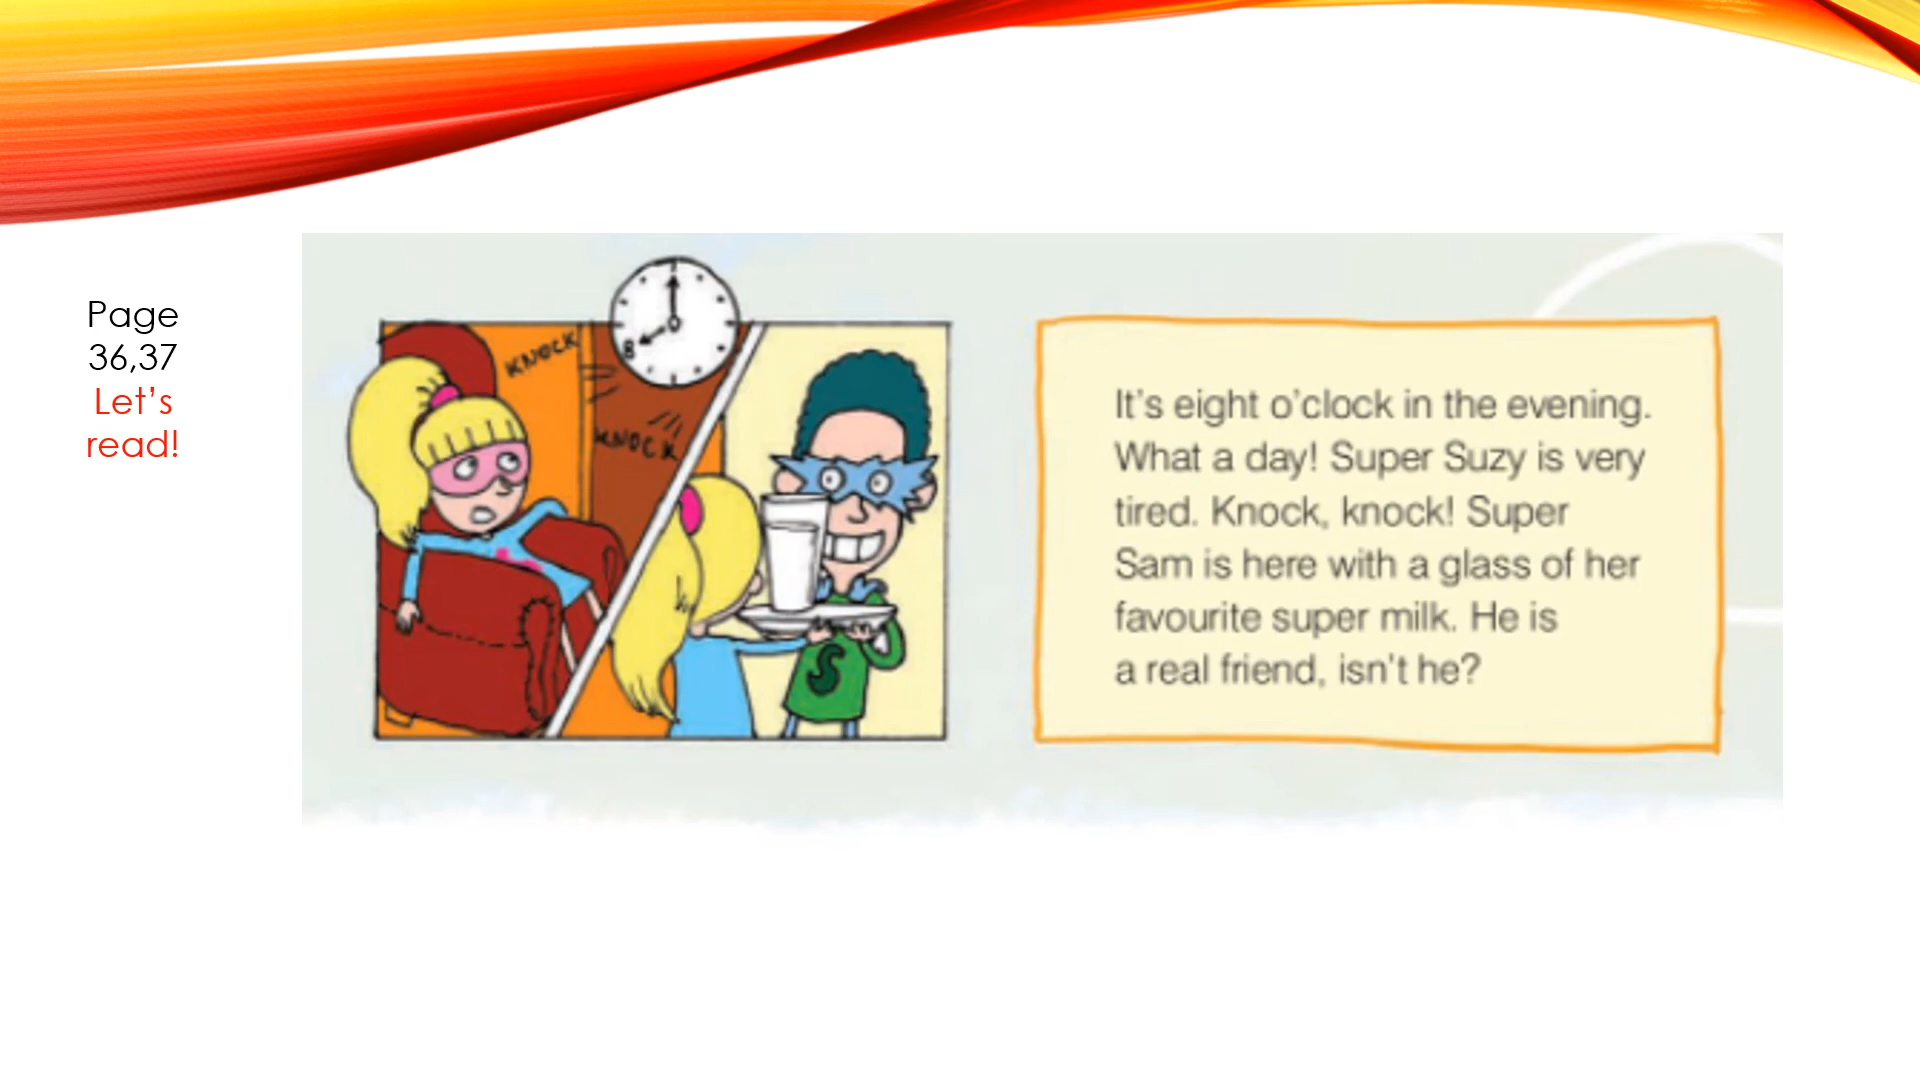 Page
36,37
Let’s
read!
KNOCK
KNOCK
8
S
It’s eight o’clock in the evening.
What a day! Super Suzy is very
tired. Knock, knock! Super
Sam is here with a glass of her
favourite super milk. He is
a real friend, isn’t he?